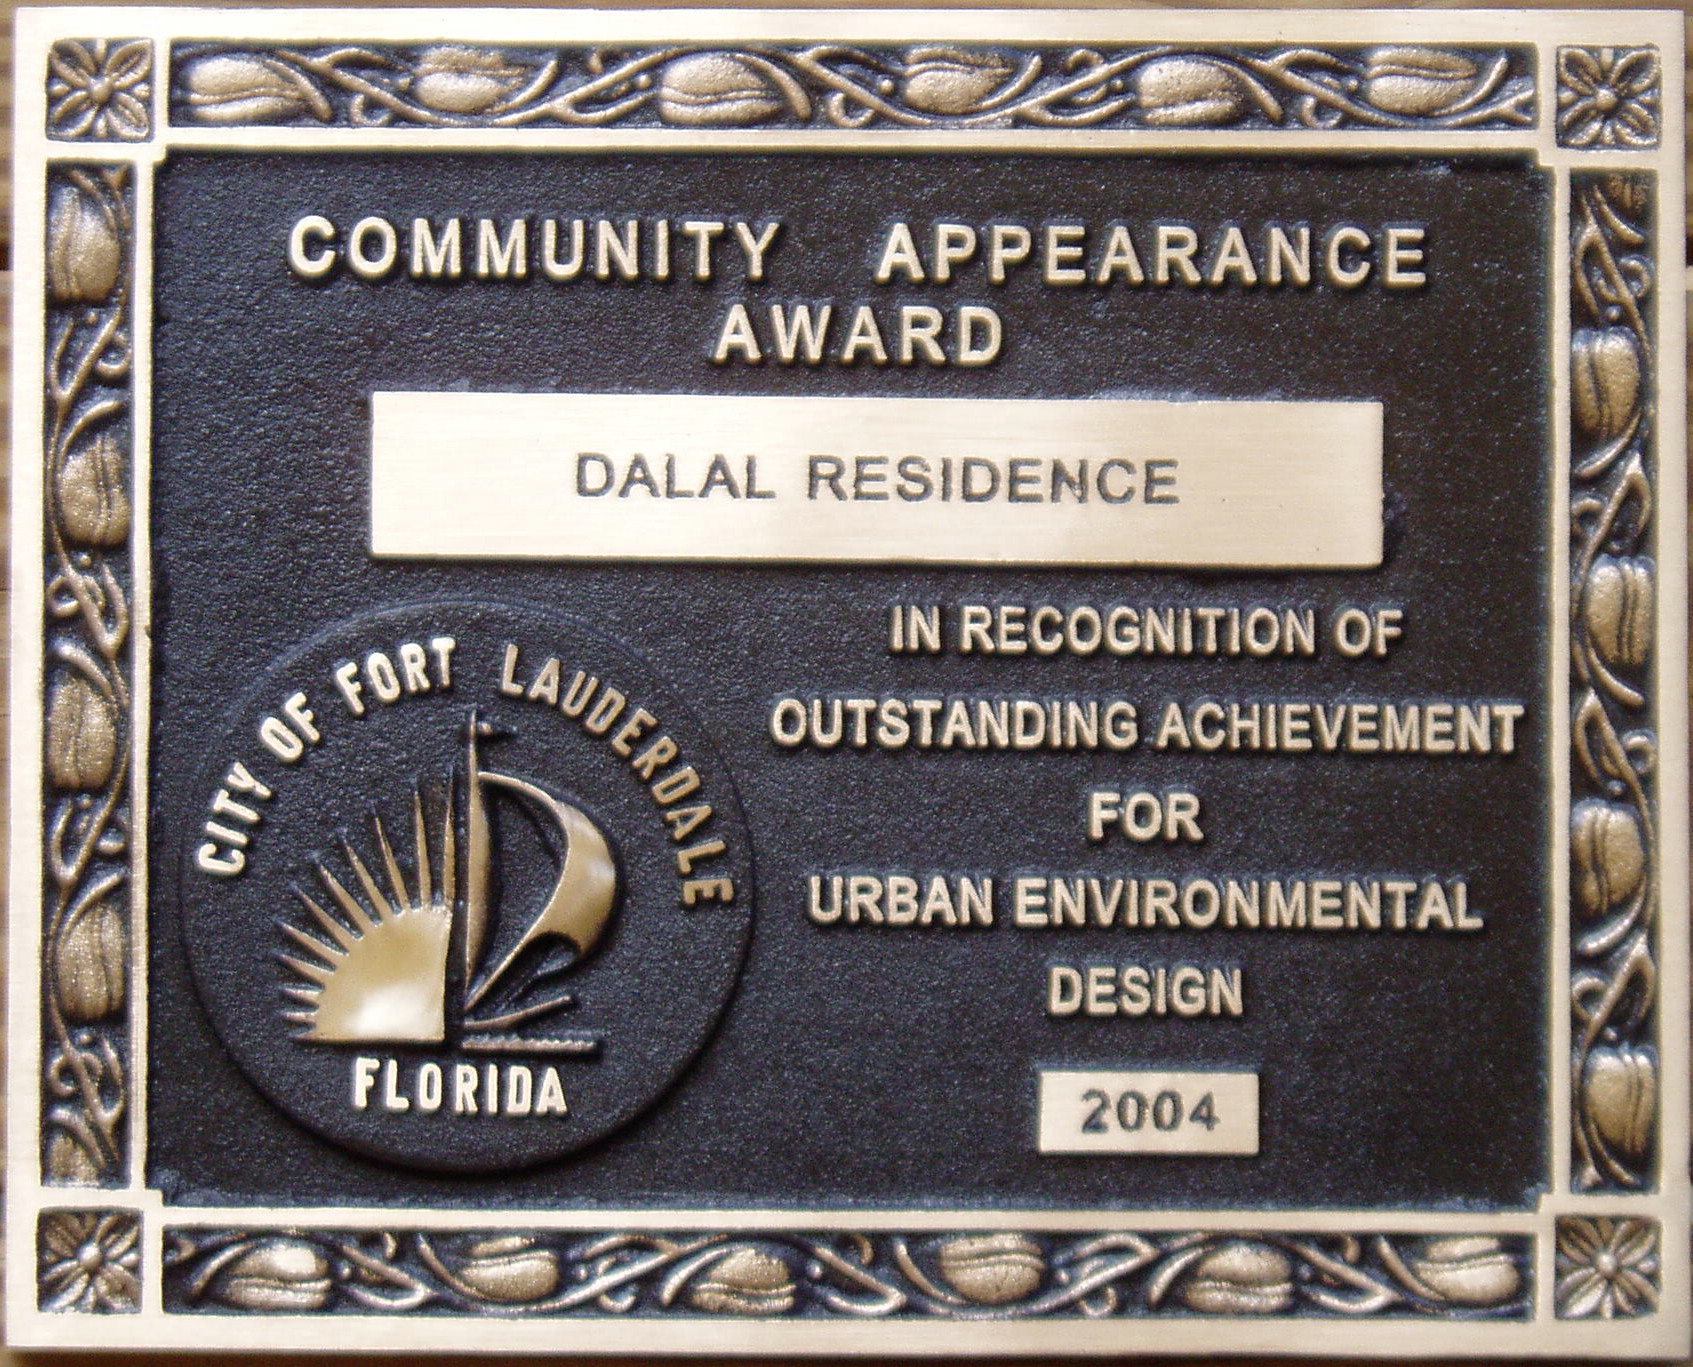 COMMUNITY APPEARANCE
AWARD
DALAL RESIDENCE
IN RECOGNITION OF
OUTSTANDING ACHIEVEMENT
FOR
URBAN ENVIRONMENTAL
DESIGN
2004
CITY OF FORT LAUDERDALE
FLORIDA